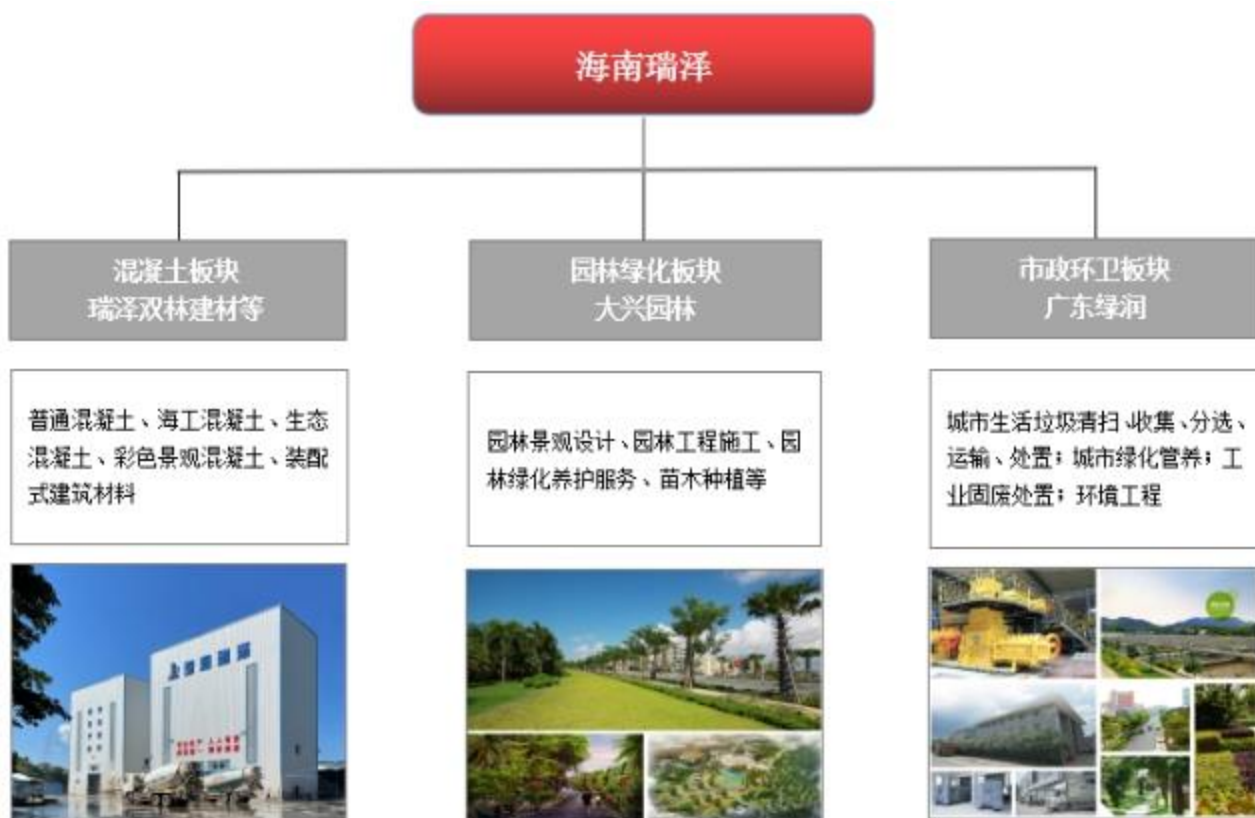 海南瑞泽
混凝土板块
瑞泽双林建材等
园林绿化板块
大兴园林
市政环卫板块
广东绿润
普通混凝土、海工混凝土、生态
混凝土、彩色景观混凝土、装配
式建筑材料
园林景观设计、园林工程施工、园
林绿化养护服务、苗木种植等
城市生活垃圾清扫、收集、分选、
运输、处置；城市绿化管养；工
业固废处置；环境工程